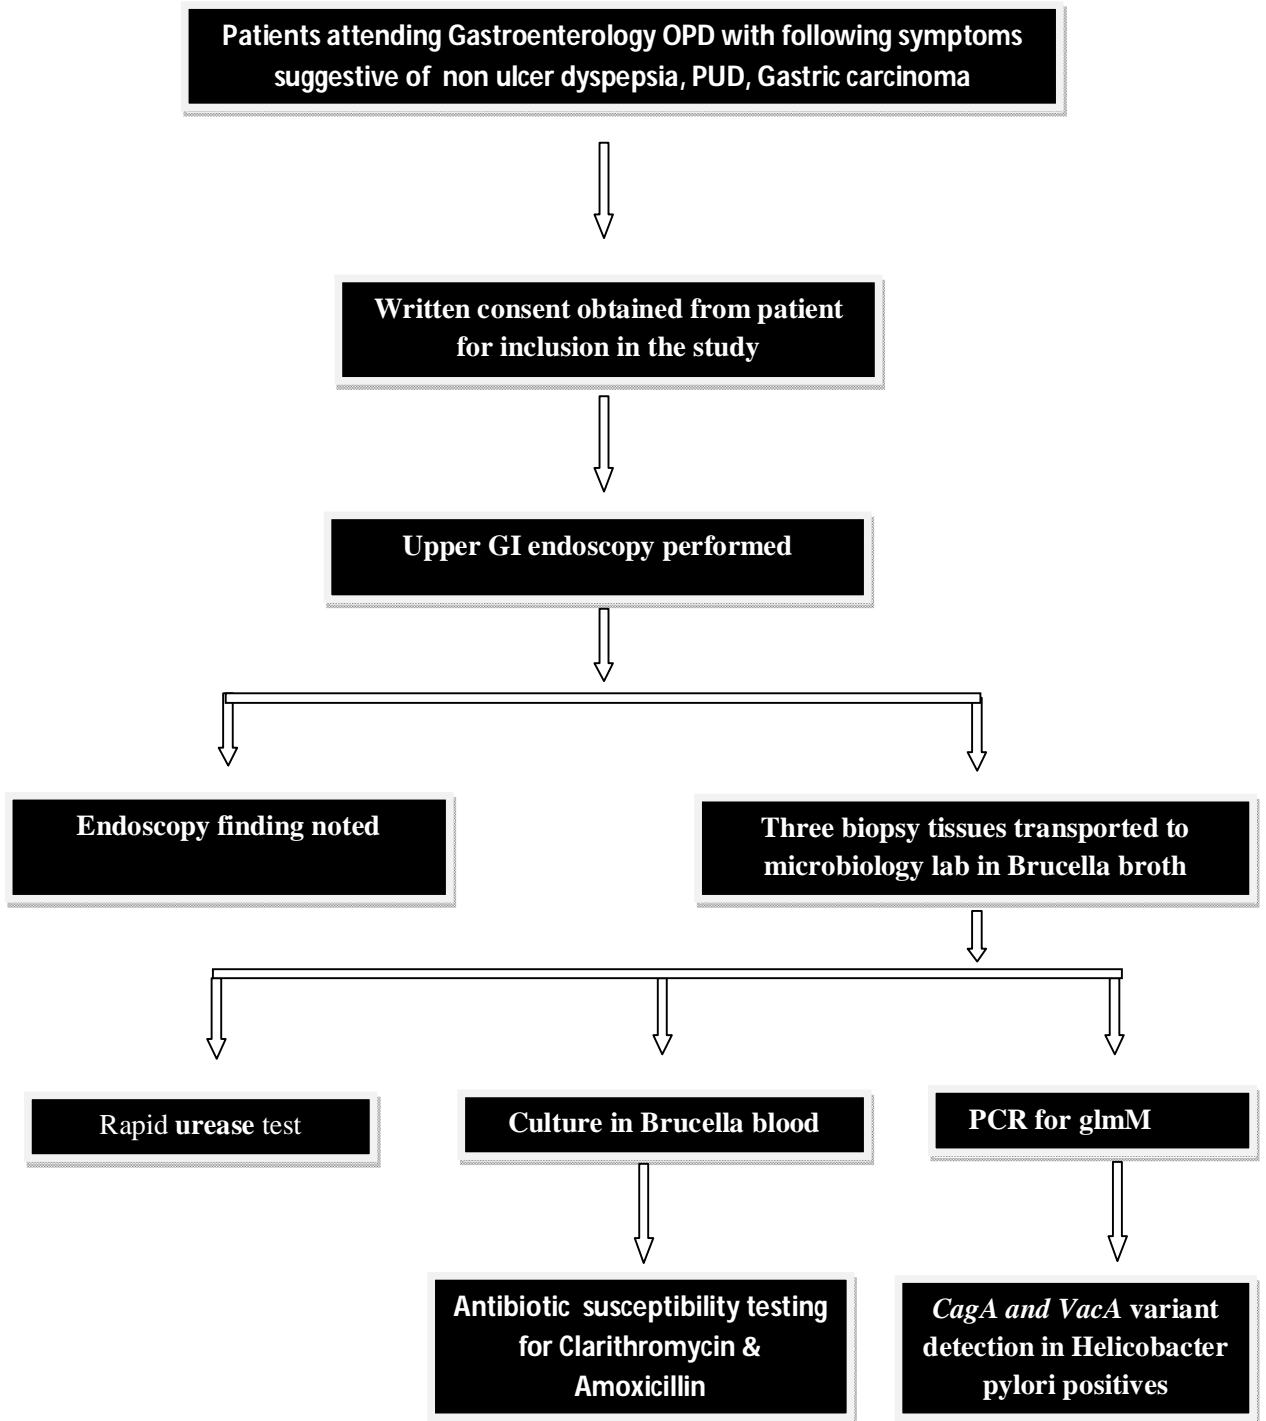 Patients attending Gastroenterology OPD with following symptoms
suggestive of non ulcer dyspepsia, PUD, Gastric carcinoma
Written consent obtained from patient
for inclusion in the study
Upper GI endoscopy performed
Endoscopy finding noted
Three biopsy tissues transported to
microbiology lab in Brucella broth
Rapid urease test
Culture in Brucella blood
PCR for glmM
Antibiotic susceptibility testing
for Clarithromycin &
Amoxicillin
CagA and VacA variant
detection in Helicobacter
pylori positives